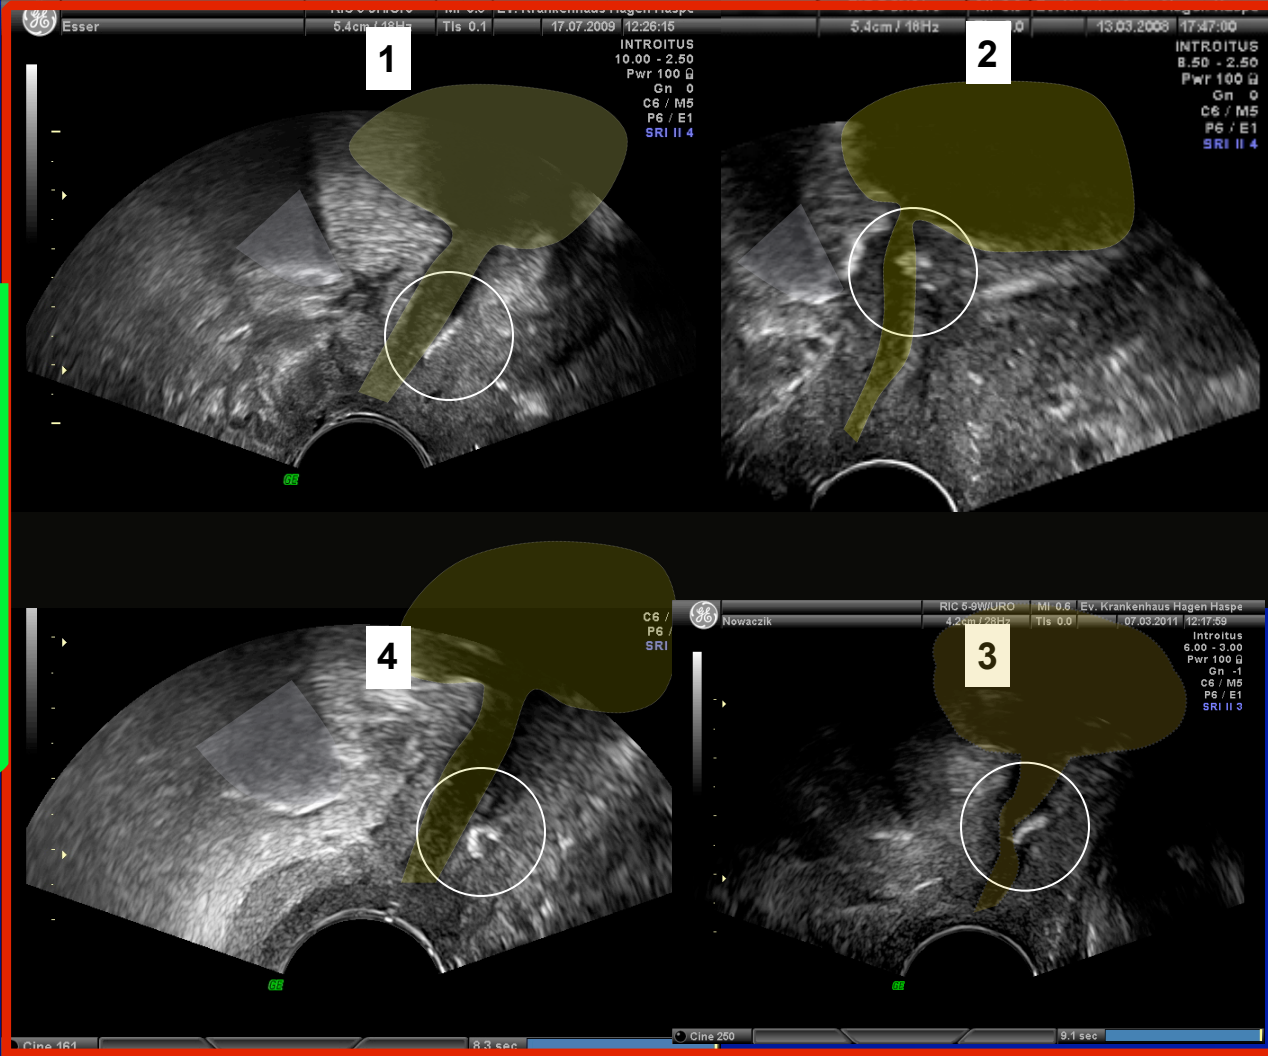 1
Esser
5.4cm / 18Hz
Tls 0.1
17.07.2009
12:26:15
INTROITUS
10.00 - 2.50
Pwr 100
Gn 0
C6 / M5
P6 / E1
SRI II 4
GE
2
5.4cm / 18Hz
13.03.2008
17:47:00
INTROITUS
8.50 - 2.50
Pwr 100
Gn 0
C6 / M5
P6 / E1
SRI II 4
4
C6 /
P6 /
SRI
GE
Cine 161
8.3 sec
3
RIC 5-9W/URO
MI 0.6
Ev. Krankenhaus Hagen Haspe
Nowaczik
4.2cm / 28Hz
Tls 0.0
07.03.2011
12:17:59
Introitus
6.00 - 3.00
Pwr 100
Gn -1
C6 / M5
P6 / E1
SRI II 3
GE
Cine 250
9.1 sec